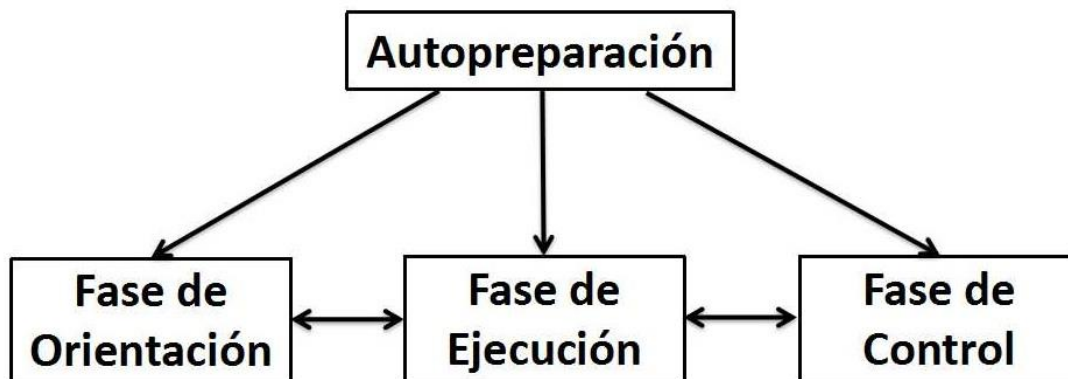 Autopreparación
Fase de
Orientación
Fase de
Ejecución
Fase de
Control